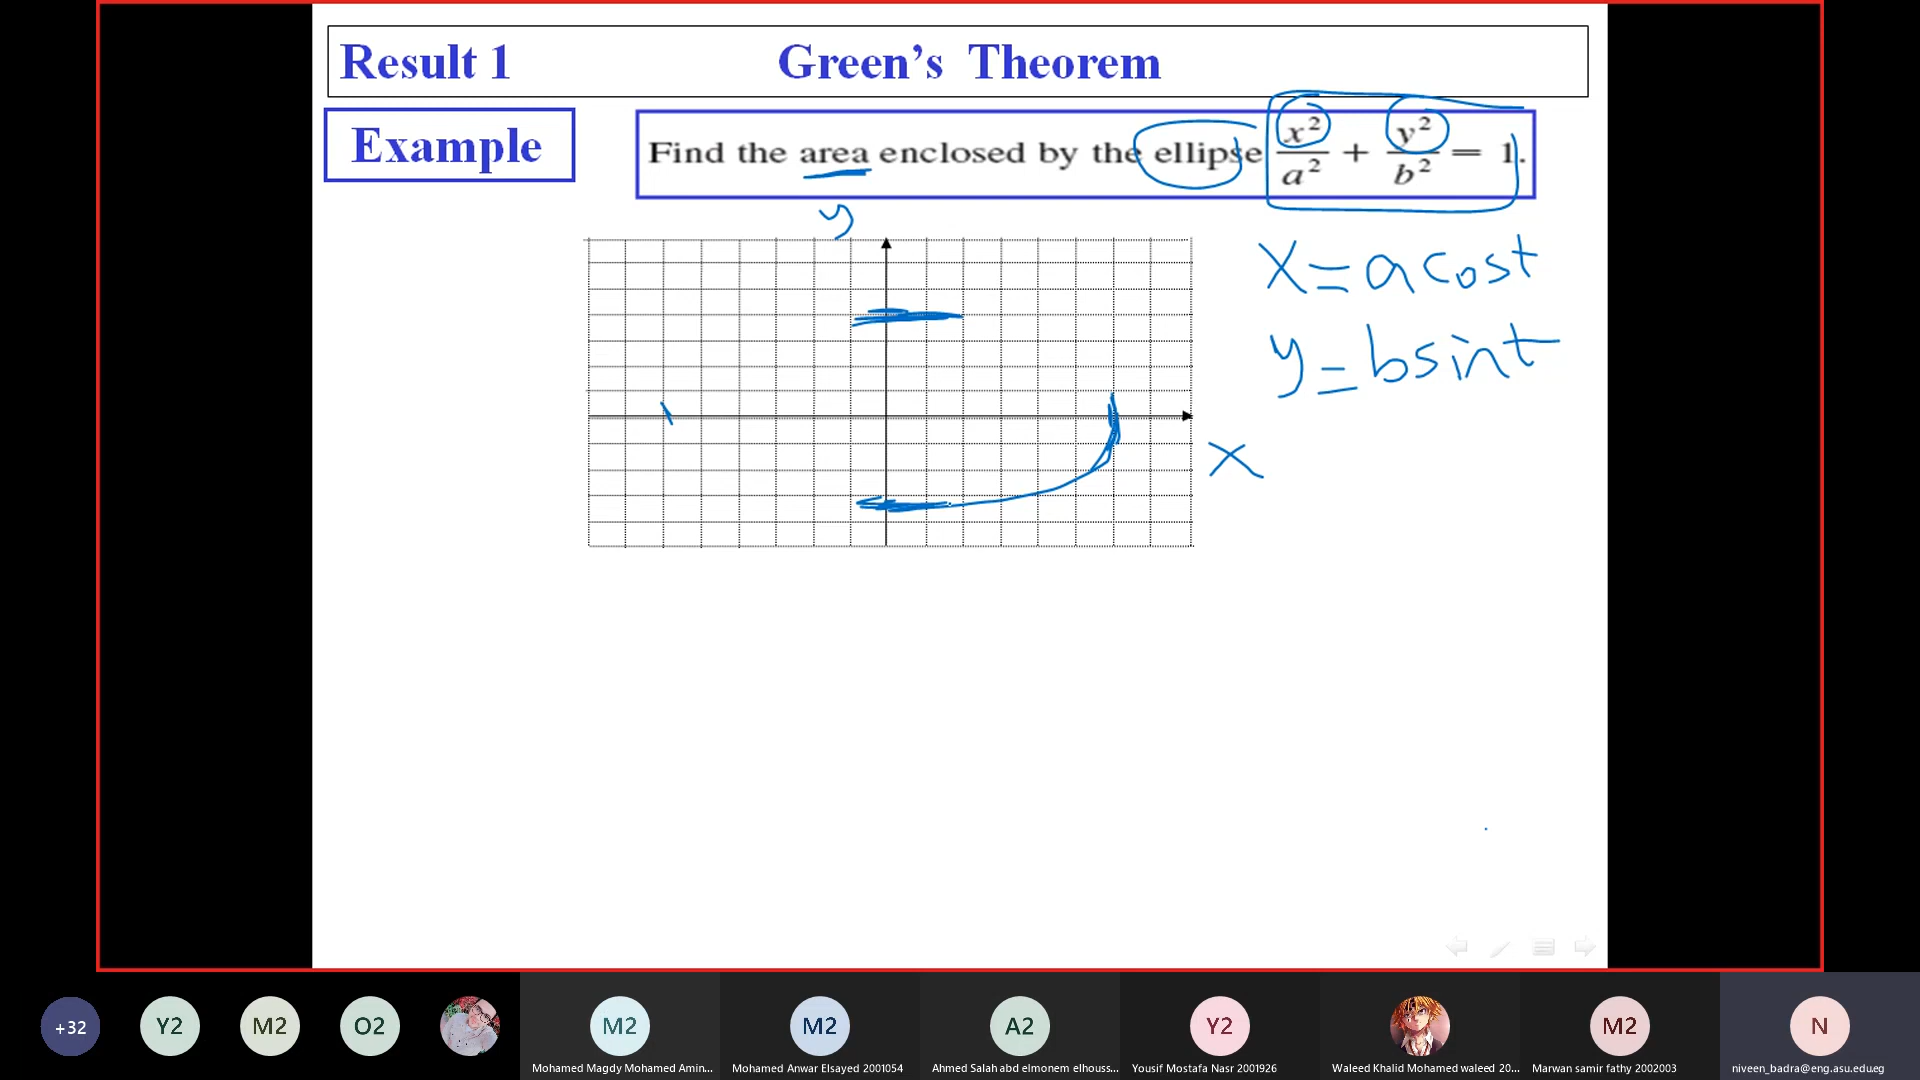 Result 1 Green's Theorem
Example
Find the area enclosed by the ellipse x²/a² + y²/b² = 1.
y
x = a cost
y = b sint
x
+32
Y2
M2
O2
M2
M2
A2
Y2
M2
N
Mohamed Magdy Mohamed Amin...
Mohamed Anwar Elsayed 2001054
Ahmed Salah abd elmonem elhouss...
Yousif Mostafa Nasr 2001926
Waleed Khalid Mohamed waleed 20...
Marwan samir fathy 2002003
niveen_badra@eng.asu.edu.eg